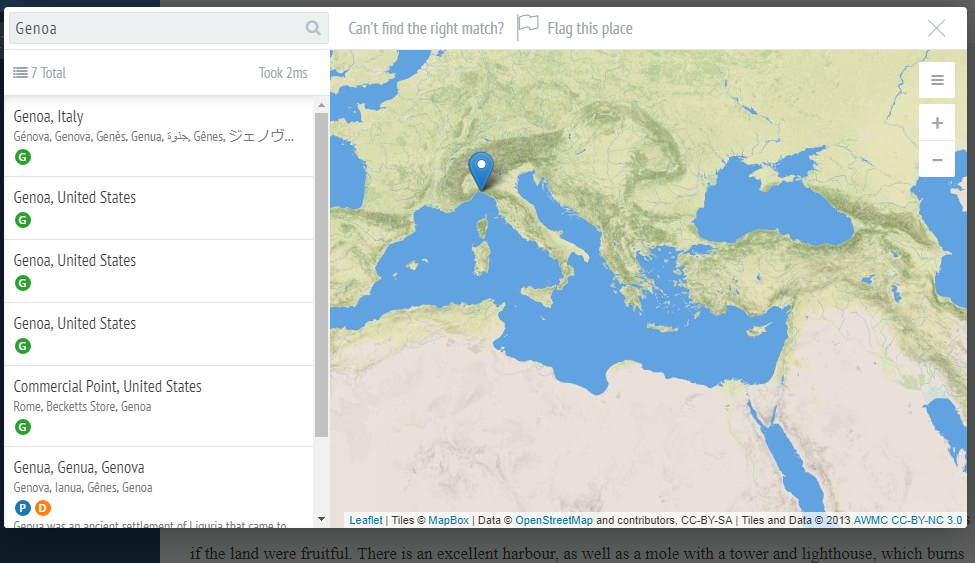 Genoa
Can't find the right match?
Flag this place
7 Total
Took 2ms
Genoa, Italy
Génova, Genova, Genès, Genua, جنوة, Gênes, ジェノヴ...
G
Genoa, United States
G
Genoa, United States
G
Genoa, United States
G
Commercial Point, United States
Rome, Becketts Store, Genoa
G
Genua, Genua, Genova
Genova, Ianua, Gênes, Genoa
P D
Genua was an ancient settlement of Liguria that came to
+
−
Leaflet | Tiles © MapBox | Data © OpenStreetMap and contributors, CC-BY-SA | Tiles and Data © 2013 AWMC CC-BY-NC 3.0
if the land were fruitful. There is an excellent harbour, as well as a mole with a tower and lighthouse, which burns